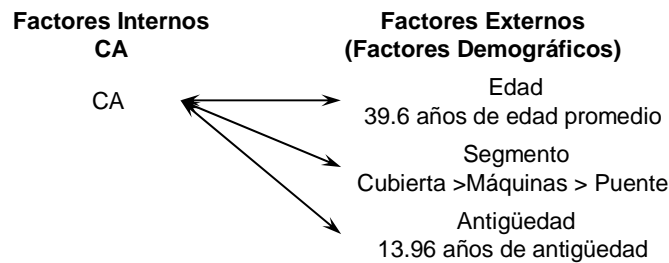 Factores Internos
CA
Factores Externos
(Factores Demográficos)
CA
Edad
39.6 años de edad promedio
Segmento
Cubierta >Máquinas > Puente
Antigüedad
13.96 años de antigüedad